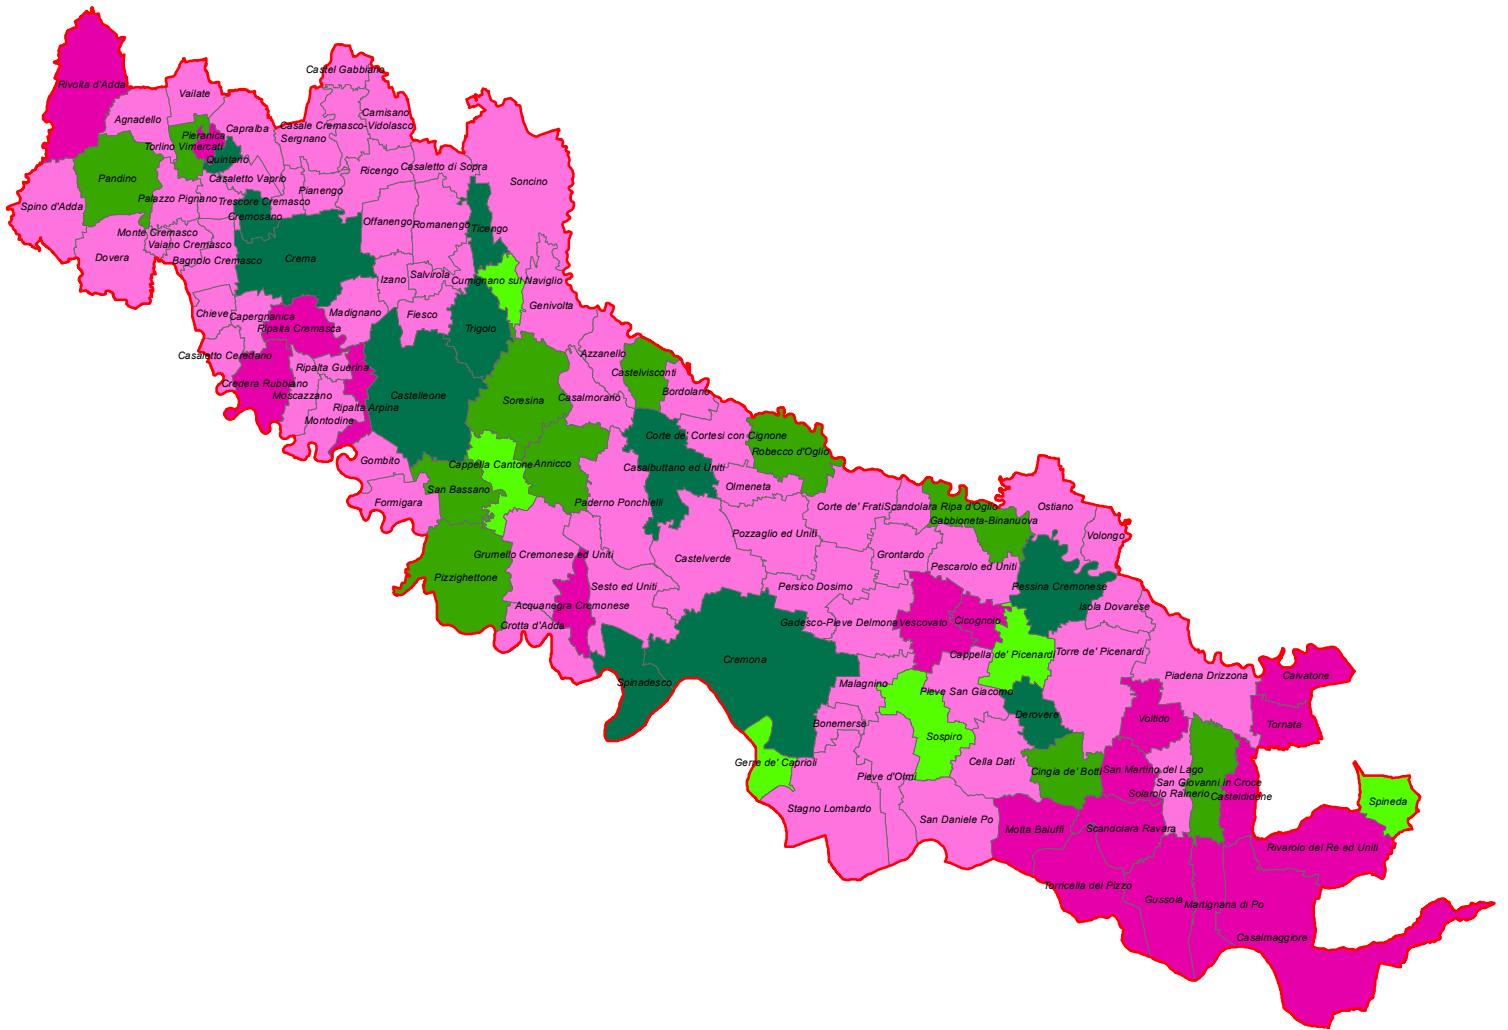 Castel Gabbiano
Rivolta d'Adda
Vailate
Agnadello
Camisano
Capralba
Casale Cremasco
Vidolasco
Pieranica
Sergnano
Torlino Vimercati
Quintano
Casaletto di Sopra
Ricengo
Pandino
Casaletto Vaprio
Soncino
Pianengo
Palazzo Pignano
Trescore Cremasco
Spino d'Adda
Cremosano
Offanengo
Romanengo
Ticengo
Monte Cremasco
Vaiano Cremasco
Dovera
Bagnolo Cremasco
Crema
Salvirola
Izano
Cumignano sul Naviglio
Genivolta
Chieve
Capergnanica
Madignano
Fiesco
Ripalta Cremasca
Trigolo
Casaletto Ceredano
Azzanello
Ripalta Guerina
Castelvisconti
Credera Rubbiano
Bordolano
Moscazzano
Castelleone
Soresina
Casalmorano
Ripalta Arpina
Montodine
Corte de' Cortesi con Cignone
Robecco d'Oglio
Gombito
Cappella Cantone
Annicco
Casalbuttano ed Uniti
San Bassano
Olmeneta
Formigara
Paderno Ponchielli
Corte de' Frati
Scandolara Ripa d'Oglio
Ostiano
Gabbioneta-Binanuova
Pozzaglio ed Uniti
Volongo
Grumello Cremonese ed Uniti
Castelverde
Grontardo
Pescarolo ed Uniti
Pizzighettone
Sesto ed Uniti
Persico Dosimo
Pessina Cremonese
Acquanegra Cremonese
Isola Dovarese
Crotta d'Adda
Gadesco-Pieve Delmona
Vescovato
Cicognolo
Cappella de' Picenardi
Torre de' Picenardi
Cremona
Piadena Drizzona
Calvatone
Spinadesco
Malagnino
Pieve San Giacomo
Derovere
Voltido
Bonemerse
Tornata
Sospiro
Gerre de' Caprioli
Cella Dati
Cingia de' Botti
San Martino del Lago
Pieve d'Olmi
San Giovanni in Croce
Solarolo Rainerio
Casteldidone
Spineda
Stagno Lombardo
San Daniele Po
Motta Baluffi
Scandolara Ravara
Rivarolo del Re ed Uniti
Torricella del Pizzo
Gussola
Martignana di Po
Casalmaggiore